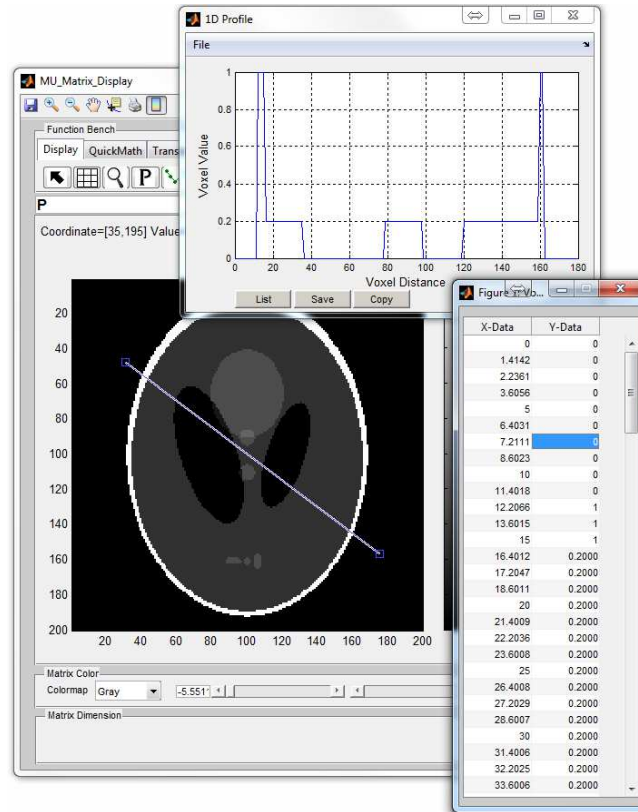 1D Profile
File
1
0.8
0.6
0.4
0.2
0
Voxel Value
0 20 40 60 80 100 120 140 160 180
Voxel Distance
List Save Copy
MU_Matrix_Display
Function Bench
Display QuickMath Trans
P
P
Coordinate=[35,195] Value
20
40
60
80
100
120
140
160
180
200
20 40 60 80 100 120 140 160 180 200
Matrix Color
Colormap Gray
Matrix Dimension
X-Data Y-Data
0 0
1.4142 0
2.2361 0
3.6056 0
5 0
6.4031 0
7.2111 0
8.6023 0
10 0
11.4018 0
12.2066 1
13.6015 1
15 1
16.4012 0.2000
17.2047 0.2000
18.6011 0.2000
20 0.2000
21.4009 0.2000
22.2036 0.2000
23.6008 0.2000
25 0.2000
26.4008 0.2000
27.2029 0.2000
28.6007 0.2000
30 0.2000
31.4006 0.2000
32.2025 0.2000
33.6006 0.2000